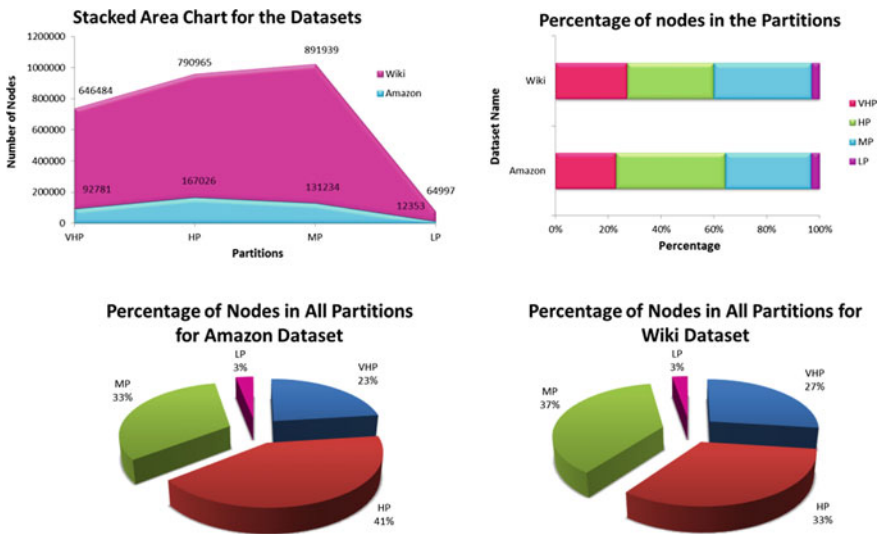 Stacked Area Chart for the Datasets
Number of Nodes
1200000
1000000
800000
600000
400000
200000
0
646484
790965
891939
64997
92781
167026
131234
12353
Wiki
Amazon
VHP
HP
MP
LP
Partitions
Percentage of nodes in the Partitions
Dataset Name
Wiki
Amazon
0%
20%
40%
60%
80%
100%
Percentage
VHP
HP
MP
LP
Percentage of Nodes in All Partitions
for Amazon Dataset
LP
3%
VHP
23%
MP
33%
HP
41%
Percentage of Nodes in All Partitions for
Wiki Dataset
LP
3%
VHP
27%
MP
37%
HP
33%